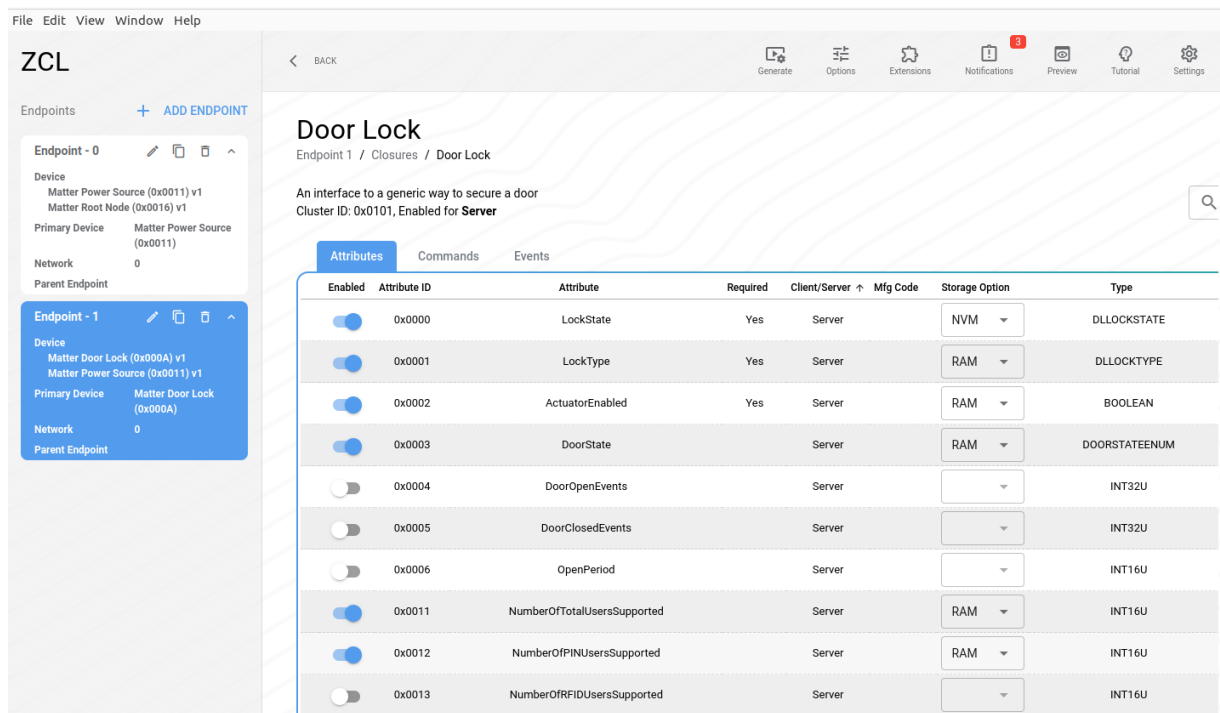 File Edit View Window Help
ZCL
BACK
Generate
Options
Extensions
3
Notifications
Preview
Tutorial
Settings
Endpoints
ADD ENDPOINT
Endpoint - 0
Device
Matter Power Source (0x0011) v1
Matter Root Node (0x0016) v1
Primary Device Matter Power Source
(0x0011)
Network 0
Parent Endpoint
Endpoint - 1
Device
Matter Door Lock (0x000A) v1
Matter Power Source (0x0011) v1
Primary Device Matter Door Lock
(0x000A)
Network 0
Parent Endpoint
Door Lock
Endpoint 1 / Closures / Door Lock
An interface to a generic way to secure a door
Cluster ID: 0x0101, Enabled for Server
Attributes Commands Events
Enabled Attribute ID Attribute Required Client/Server Mfg Code Storage Option Type
0x0000 LockState Yes Server NVM DLLOCKSTATE
0x0001 LockType Yes Server RAM DLLOCKTYPE
0x0002 ActuatorEnabled Yes Server RAM BOOLEAN
0x0003 DoorState Server RAM DOORSTATEENUM
0x0004 DoorOpenEvents Server INT32U
0x0005 DoorClosedEvents Server INT32U
0x0006 OpenPeriod Server INT16U
0x0011 NumberOfTotalUsersSupported Server RAM INT16U
0x0012 NumberOfPINUsersSupported Server RAM INT16U
0x0013 NumberOfRFIDUsersSupported Server INT16U